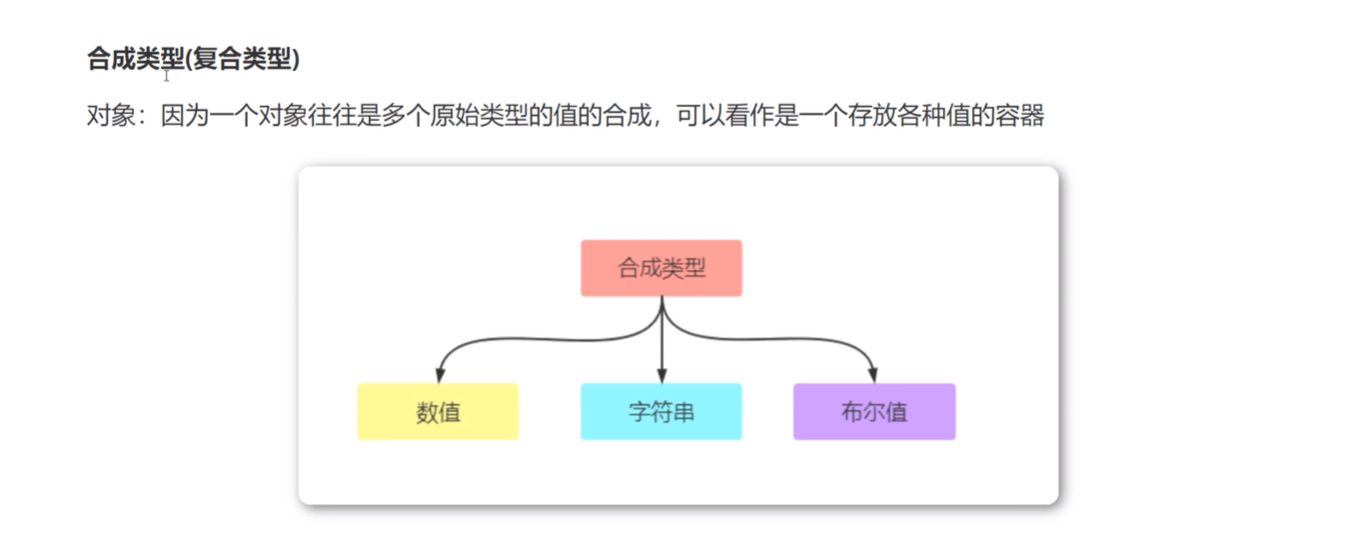 合成类型(复合类型)
对象：因为一个对象往往是多个原始类型的值的合成，可以看作是一个存放各种值的容器
合成类型
数值
字符串
布尔值